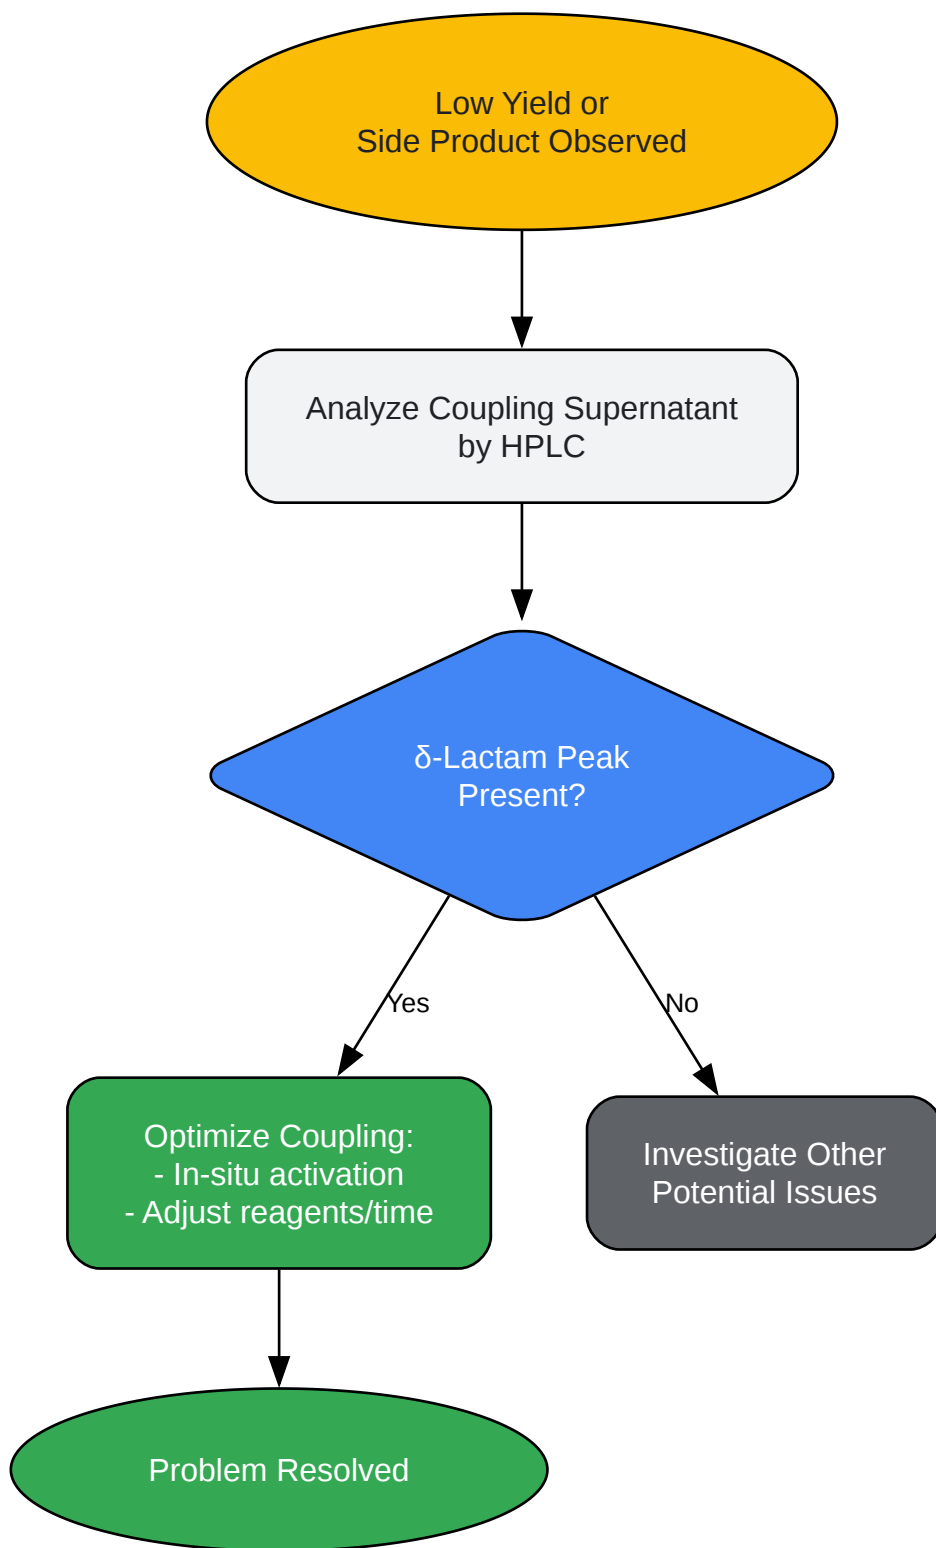 Low Yield or
Side Product Observed
Analyze Coupling Supernatant
by HPLC
δ-Lactam Peak
Present?
Yes
No
Optimize Coupling:
- In-situ activation
- Adjust reagents/time
Investigate Other
Potential Issues
Problem Resolved